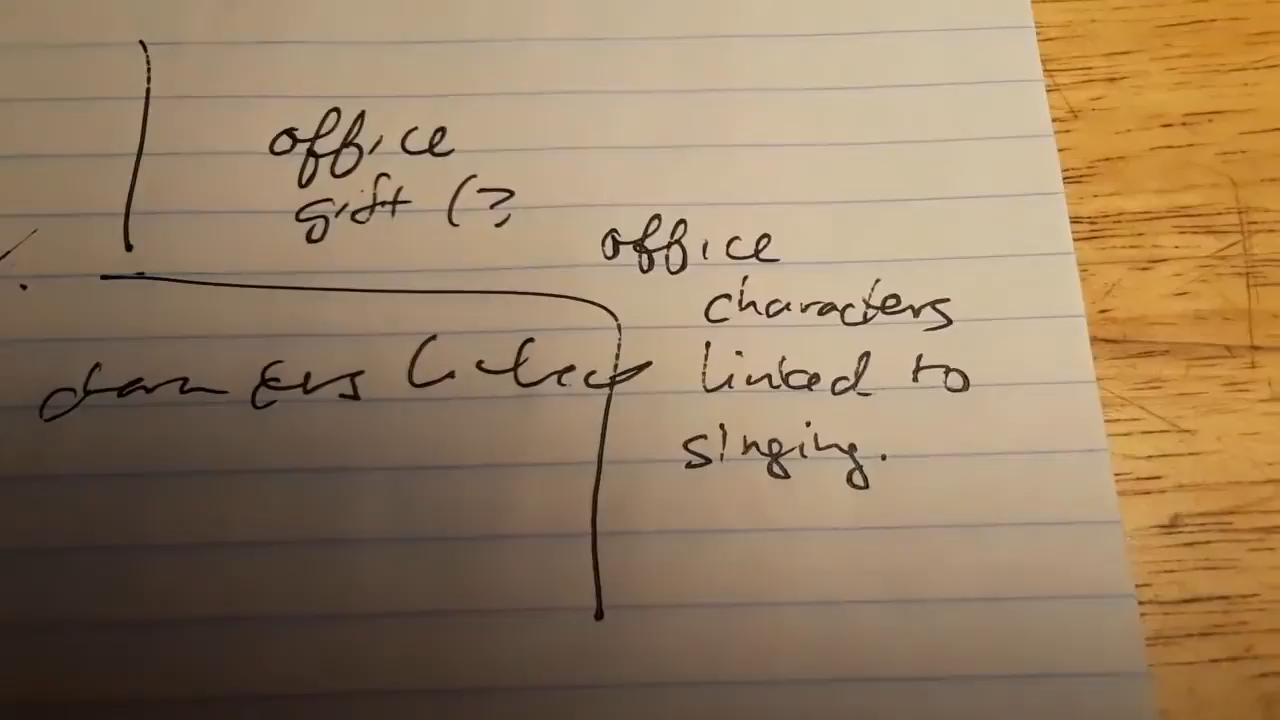 office
gift (?
office
characters
linked to
singing.